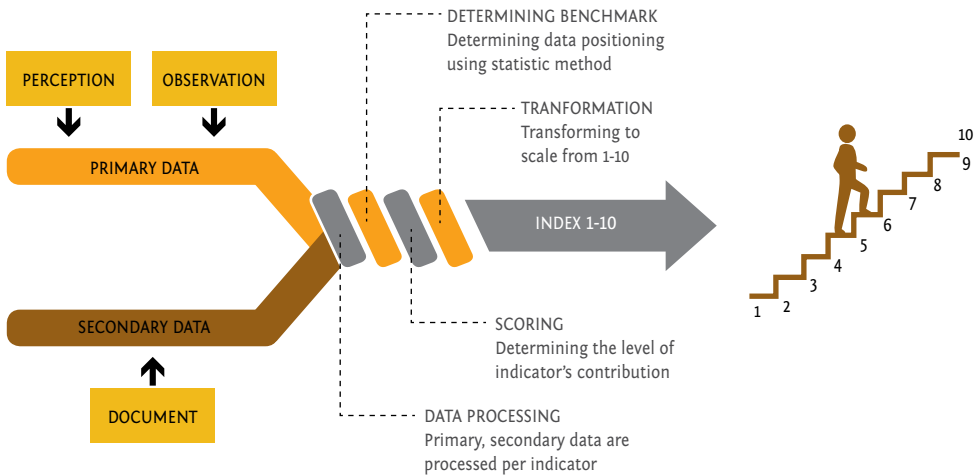 DETERMINING BENCHMARK
Determining data positioning
using statistic method
PERCEPTION
OBSERVATION
TRANFORMATION
Transforming to
scale from 1-10
PRIMARY DATA
INDEX 1-10
SECONDARY DATA
DOCUMENT
SCORING
Determining the level of
indicator's contribution
DATA PROCESSING
Primary, secondary data are
processed per indicator
1
2
3
4
5
6
7
8
9
10